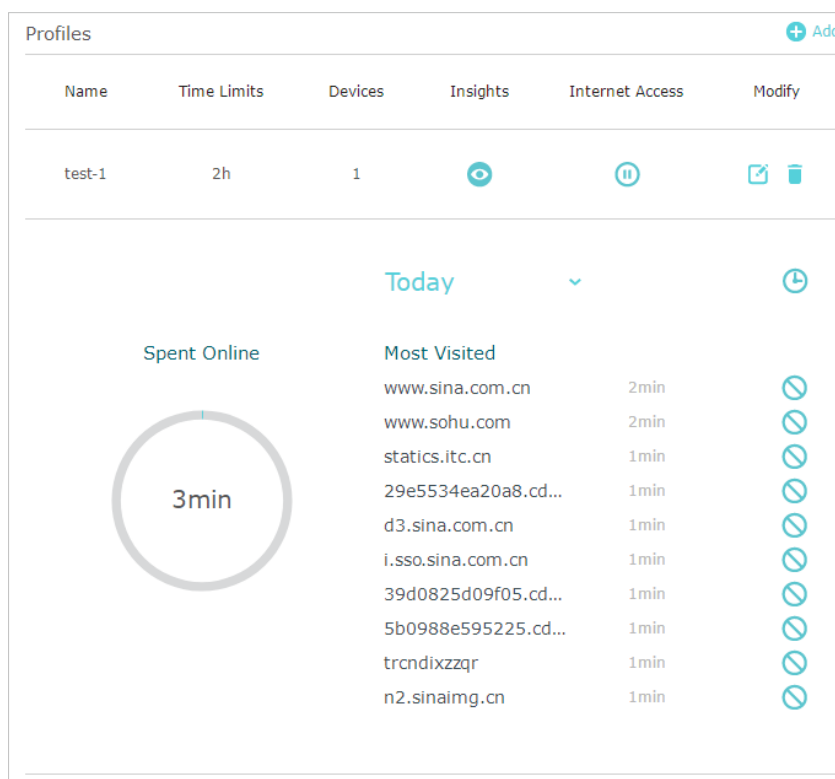 Profiles
Name Time Limits Devices Insights Internet Access Modify
test-1 2h 1
Today
Spent Online
Most Visited
www.sina.com.cn 2min
www.sohu.com 2min
statics.itc.cn 1min
29e5534ea20a8.cd... 1min
3min
d3.sina.com.cn 1min
i.sso.sina.com.cn 1min
39d0825d09f05.cd... 1min
5b0988e595225.cd... 1min
trcndixzzqr 1min
n2.sinaimg.cn 1min